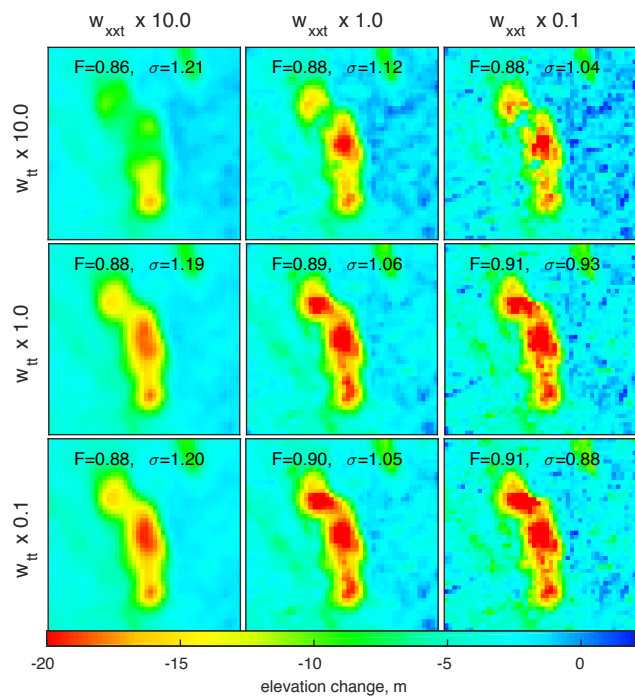 w_xxt x 10.0 w_xxt x 1.0 w_xxt x 0.1
w_tt x 10.0
F=0.86, σ=1.21 F=0.88, σ=1.12 F=0.88, σ=1.04
w_tt x 1.0
F=0.88, σ=1.19 F=0.89, σ=1.06 F=0.91, σ=0.93
w_tt x 0.1
F=0.88, σ=1.20 F=0.90, σ=1.05 F=0.91, σ=0.88
-20 -15 -10 -5 0
elevation change, m